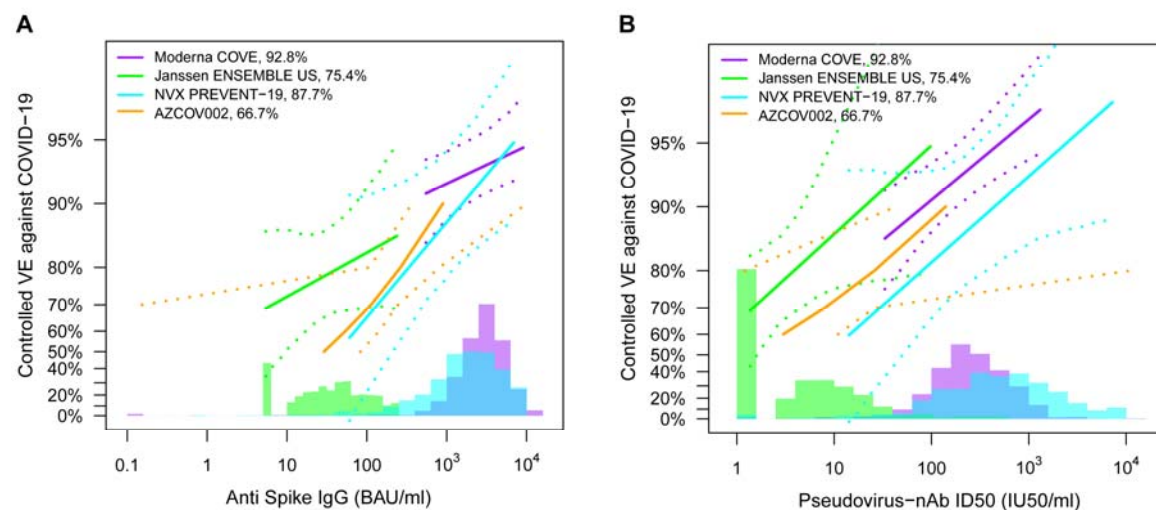 A
Moderna COVE, 92.8%
Janssen ENSEMBLE US, 75.4%
NVX PREVENT−19, 87.7%
AZCOV002, 66.7%
Controlled VE against COVID−19
95%
90%
80%
70%
60%
50%
40%
20%
0%
0.1
1
10
100
10³
10⁴
Anti Spike IgG (BAU/ml)
B
Moderna COVE, 92.8%
Janssen ENSEMBLE US, 75.4%
NVX PREVENT−19, 87.7%
AZCOV002, 66.7%
Controlled VE against COVID−19
95%
90%
80%
70%
60%
50%
40%
20%
0%
1
10
100
10³
10⁴
Pseudovirus−nAb ID50 (IU50/ml)